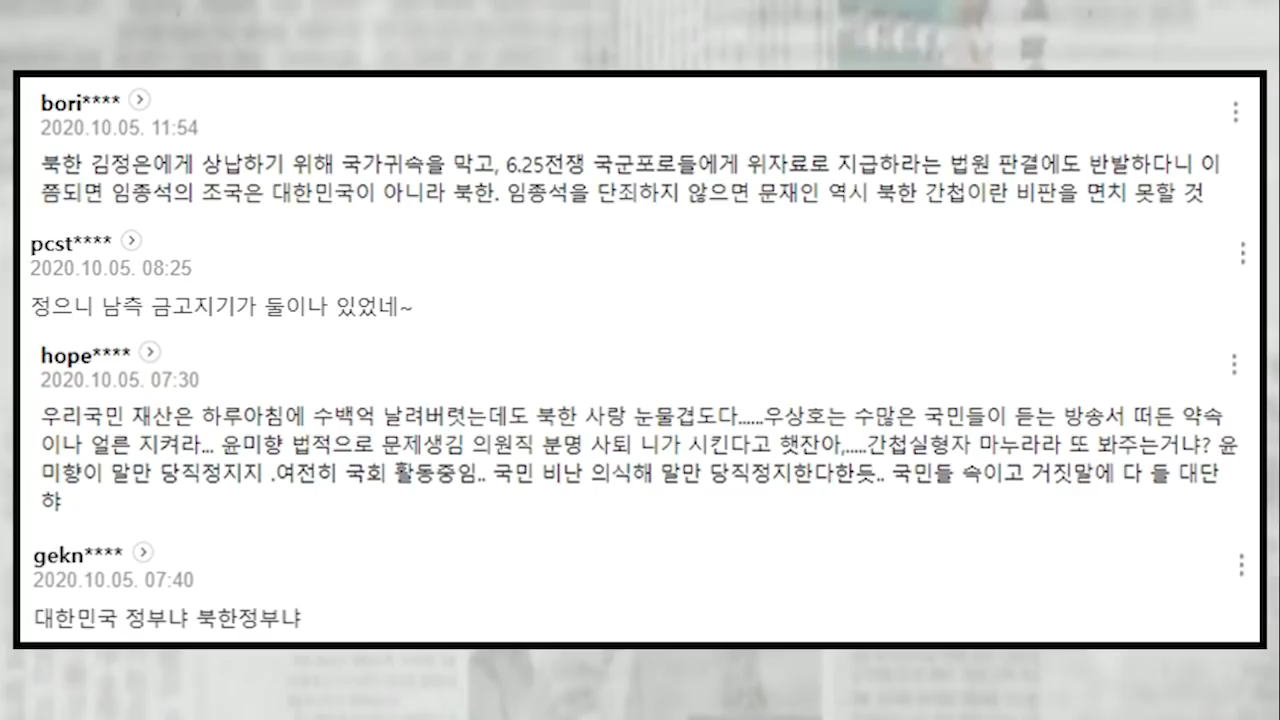 bori****
2020.10.05. 11:54
북한 김정은에게 상납하기 위해 국가귀속을 막고, 6.25전쟁 국군포로들에게 위자료로 지급하라는 법원 판결에도 반발하다니 이
쯤되면 임종석의 조국은 대한민국이 아니라 북한. 임종석을 단죄하지 않으면 문재인 역시 북한 간첩이란 비판을 면치 못할 것
pcst****
2020.10.05. 08:25
정으니 남측 금고지기가 둘이나 있었네~
hope****
2020.10.05. 07:30
우리국민 재산은 하루아침에 수백억 날려버렷는데도 북한 사랑 눈물겹도다......우상호는 수많은 국민들이 듣는 방송서 떠든 약속
이나 얼른 지켜라... 윤미향 법적으로 문제생김 의원직 분명 사퇴 니가 시킨다고 햇잔아,.....간첩실형자 마누라라 또 봐주는거냐? 윤
미향이 말만 당직정지지 .여전히 국회 활동중임.. 국민 비난 의식해 말만 당직정지한다한듯.. 국민들 속이고 거짓말에 다 들 대단
햐
gekn****
2020.10.05. 07:40
대한민국 정부냐 북한정부냐